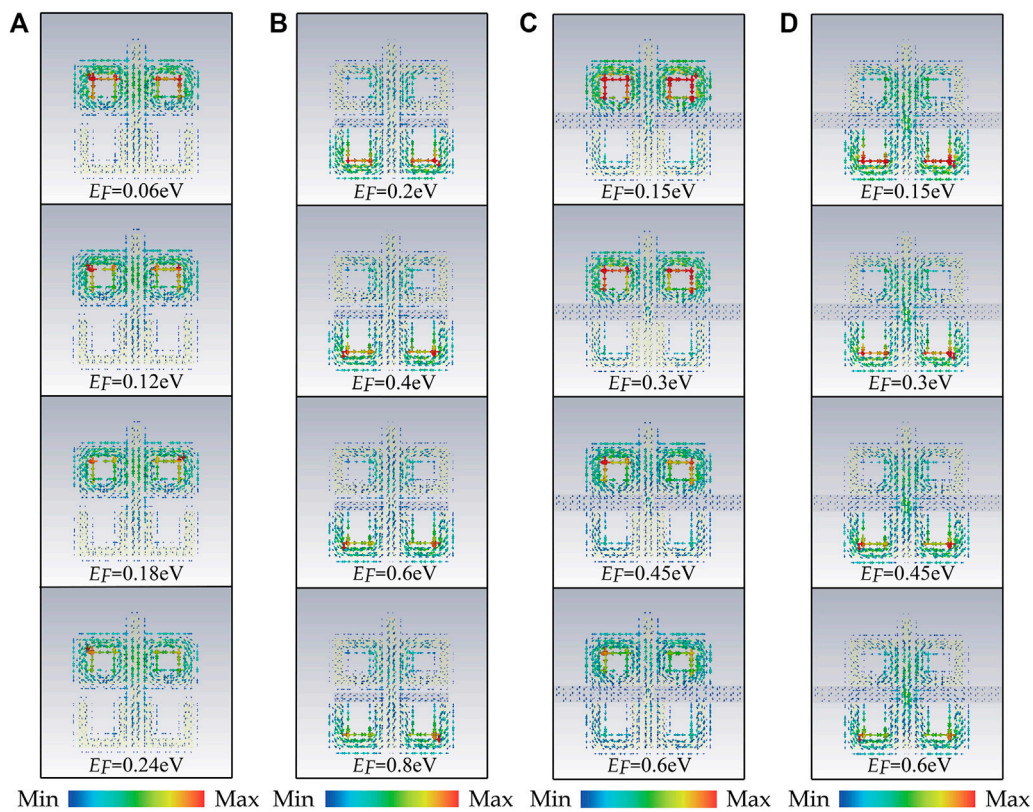 A
B
C
D
EF=0.06eV
EF=0.2eV
EF=0.15eV
EF=0.15eV
EF=0.12eV
EF=0.4eV
EF=0.3eV
EF=0.3eV
EF=0.18eV
EF=0.6eV
EF=0.45eV
EF=0.45eV
EF=0.24eV
EF=0.8eV
EF=0.6eV
EF=0.6eV
Min Max
Min Max
Min Max
Min Max